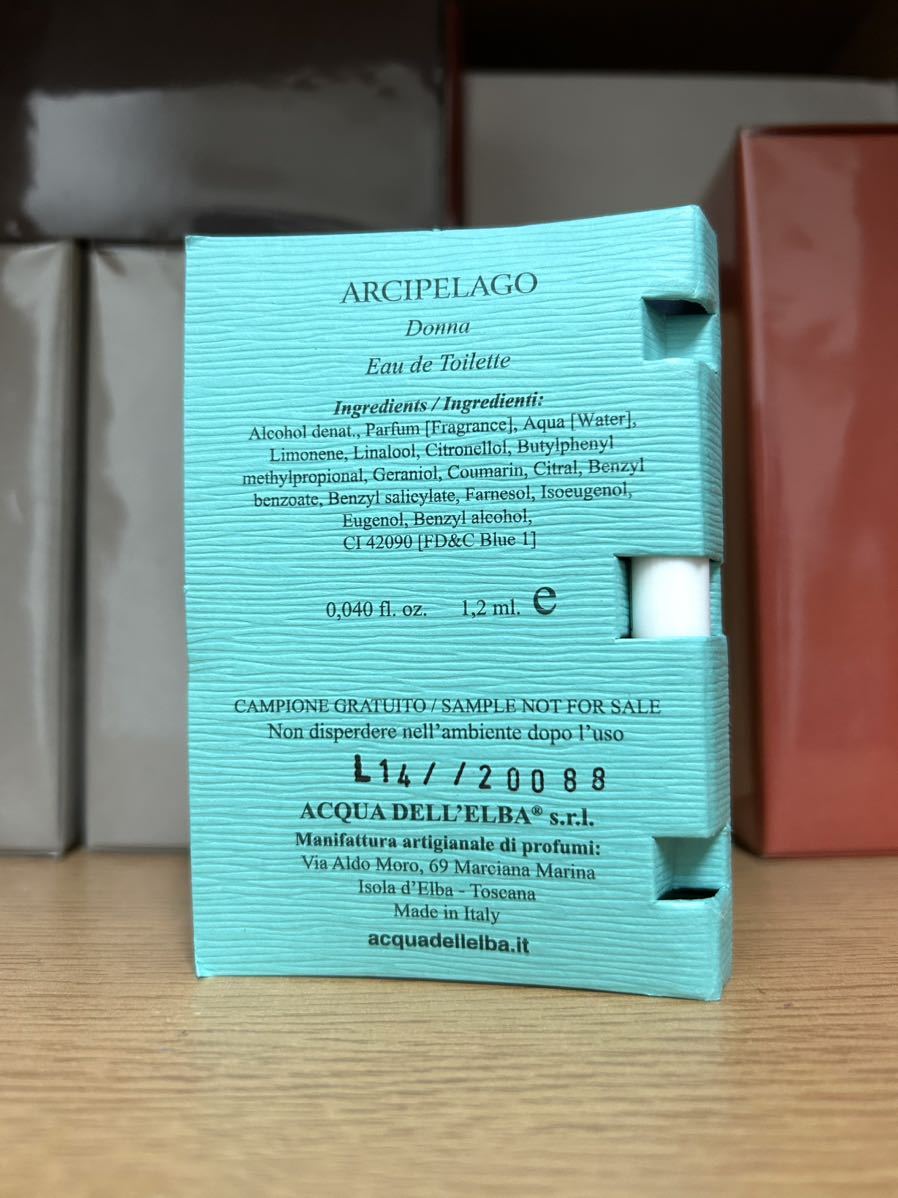 ARCIPELAGO
Donna
Eau de Toilette
Ingredients / Ingredienti:
Alcohol denat., Parfum [Fragrance], Aqua [Water],
Limonene, Linalool, Citronellol, Butylphenyl
methylpropional, Geraniol, Coumarin, Citral, Benzyl
benzoate, Benzyl salicylate, Farnesol, Isoeugenol,
Eugenol, Benzyl alcohol,
CI 42090 [FD&C Blue 1]
0,040 fl. oz. 1,2 ml. e
CAMPIONE GRATUITO / SAMPLE NOT FOR SALE
Non disperdere nell’ambiente dopo l’uso
L14//20088
ACQUA DELL’ELBA® s.r.l.
Manifattura artigianale di profumi:
Via Aldo Moro, 69 Marciana Marina
Isola d’Elba - Toscana
Made in Italy
acquadellelba.it